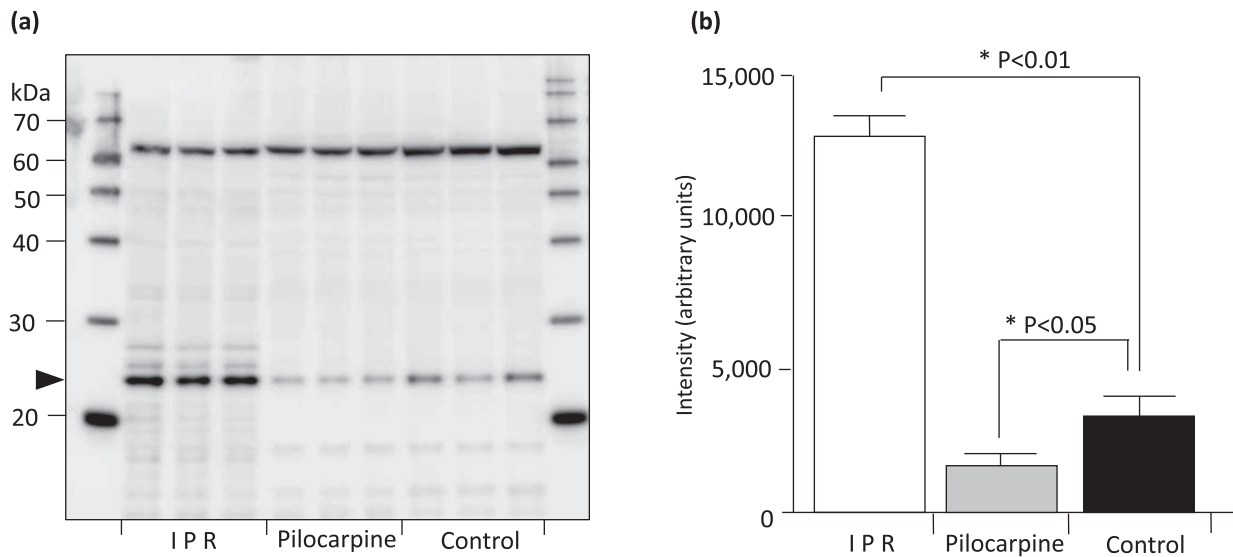 (a)
kDa
70
60
50
40
30
20
I P R
Pilocarpine
Control
(b)
* P<0.01
15,000
10,000
* P<0.05
5,000
0
Intensity (arbitrary units)
I P R
Pilocarpine
Control